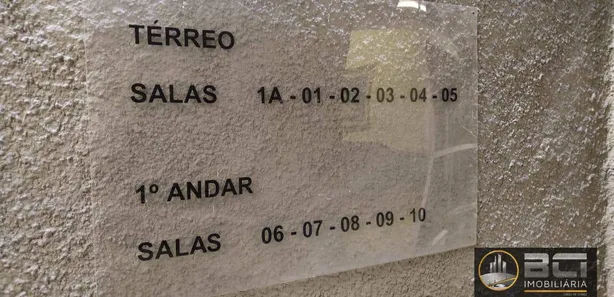 TÉRREO
SALAS 1A - 01 - 02 - 03 - 04 - 05
1º ANDAR
SALAS 06 - 07 - 08 - 09 - 10
BCI
IMOBILIÁRIA